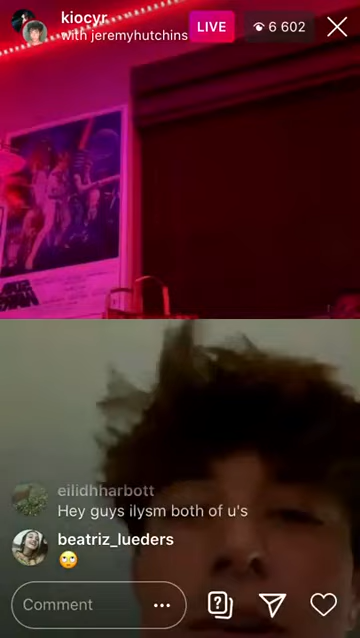 kiocyr
with jeremyhutchins
LIVE
6 602
eilidhharbott
Hey guys ilysm both of u's
beatriz_lueders
Comment